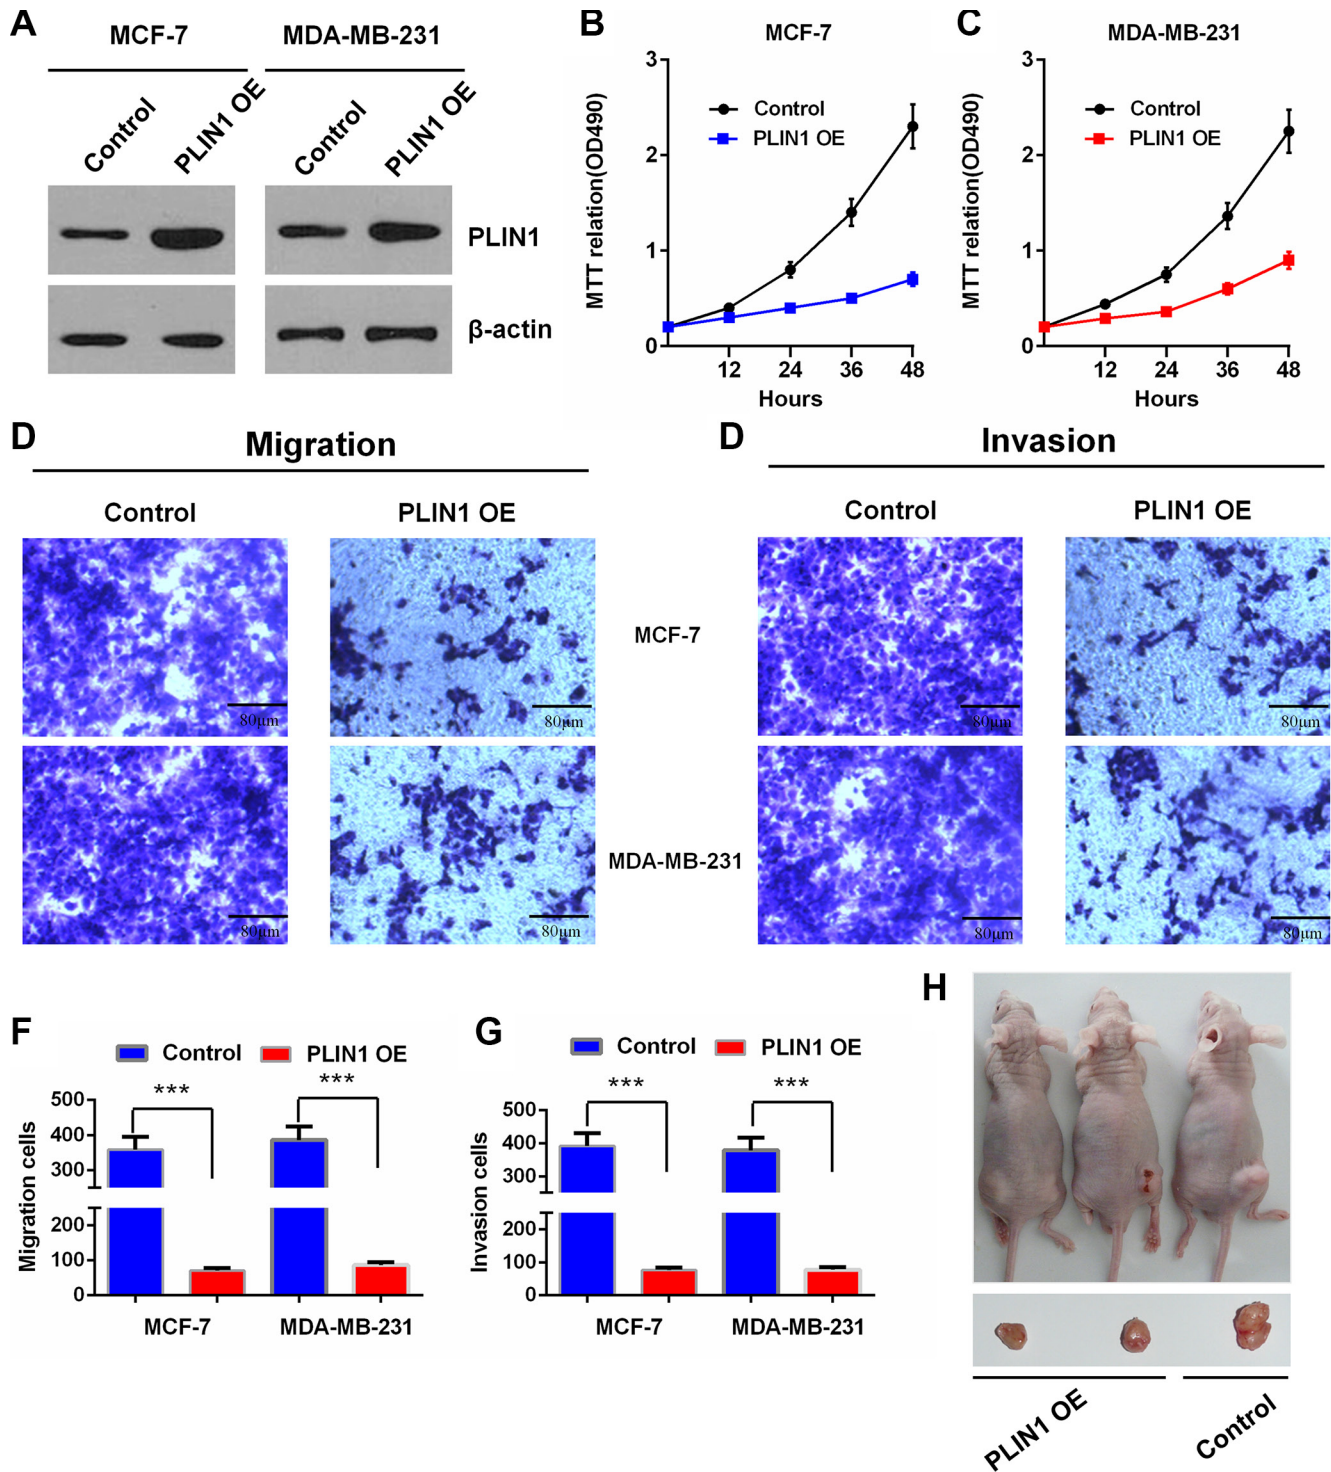 A
MCF-7
MDA-MB-231
Control
PLIN1 OE
Control
PLIN1 OE
PLIN1
β-actin
B
MCF-7
MTT relation(OD490)
3
2
1
0
Control
PLIN1 OE
12 24 36 48
Hours
C
MDA-MB-231
MTT relation(OD490)
3
2
1
0
Control
PLIN1 OE
12 24 36 48
Hours
D
Migration
Control
PLIN1 OE
80μm
80μm
80μm
80μm
MCF-7
MDA-MB-231
D
Invasion
Control
PLIN1 OE
80μm
80μm
80μm
80μm
F
Control
PLIN1 OE
Migration cells
500
400
300
200
100
0
***
***
MCF-7
MDA-MB-231
G
Control
PLIN1 OE
Invasion cells
500
400
300
200
100
0
***
***
MCF-7
MDA-MB-231
H
PLIN1 OE
Control